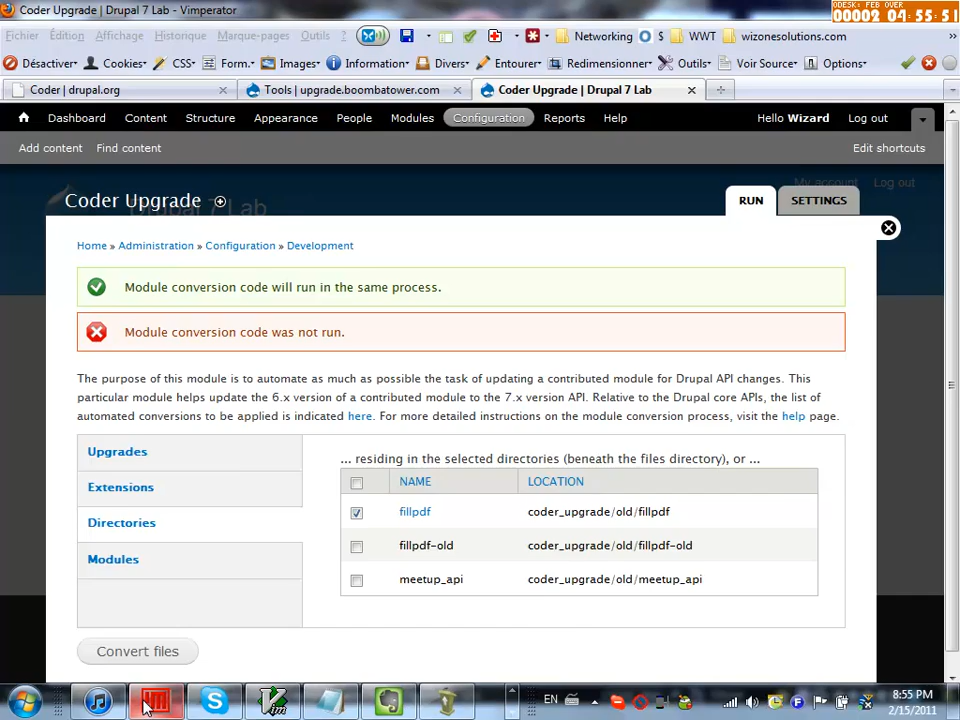 Coder Upgrade | Drupal 7 Lab - Vimperator
ODESK: FEB OVER
00002 04:55:51
Fichier Édition Affichage Historique Marque-pages Outils ? Networking $ WWT wizonesolutions.com »
Désactiver Cookies CSS Form. Images Information Divers Entourer Redimensionner Outils Voir Source Options
Coder | drupal.org Tools | upgrade.boombatower.com Coder Upgrade | Drupal 7 Lab
Dashboard Content Structure Appearance People Modules Configuration Reports Help Hello Wizard Log out
Add content Find content Edit shortcuts
My account Log out
Coder Upgrade Drupal 7 Lab RUN SETTINGS
Home » Administration » Configuration » Development
Module conversion code will run in the same process.
Module conversion code was not run.
The purpose of this module is to automate as much as possible the task of updating a contributed module for Drupal API changes. This
particular module helps update the 6.x version of a contributed module to the 7.x version API. Relative to the Drupal core APIs, the list of
automated conversions to be applied is indicated here. For more detailed instructions on the module conversion process, visit the help page.
Upgrades
Extensions
Directories
Modules
... residing in the selected directories (beneath the files directory), or ...
NAME LOCATION
fillpdf coder_upgrade/old/fillpdf
fillpdf-old coder_upgrade/old/fillpdf-old
meetup_api coder_upgrade/old/meetup_api
Convert files
EN 8:55 PM
2/15/2011